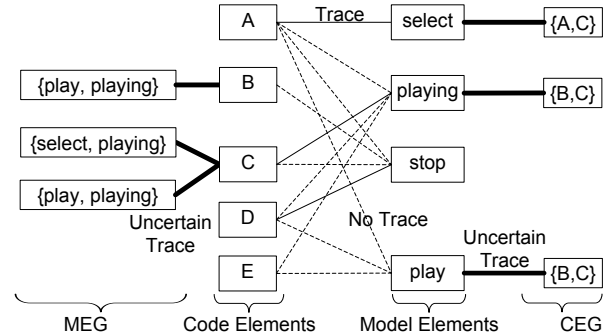 A
Trace
select
{A,C}
{play, playing}
B
playing
{B,C}
{select, playing}
C
stop
{play, playing}
Uncertain
Trace
D
No Trace
Uncertain
Trace
E
play
{B,C}
MEG
Code Elements
Model Elements
CEG